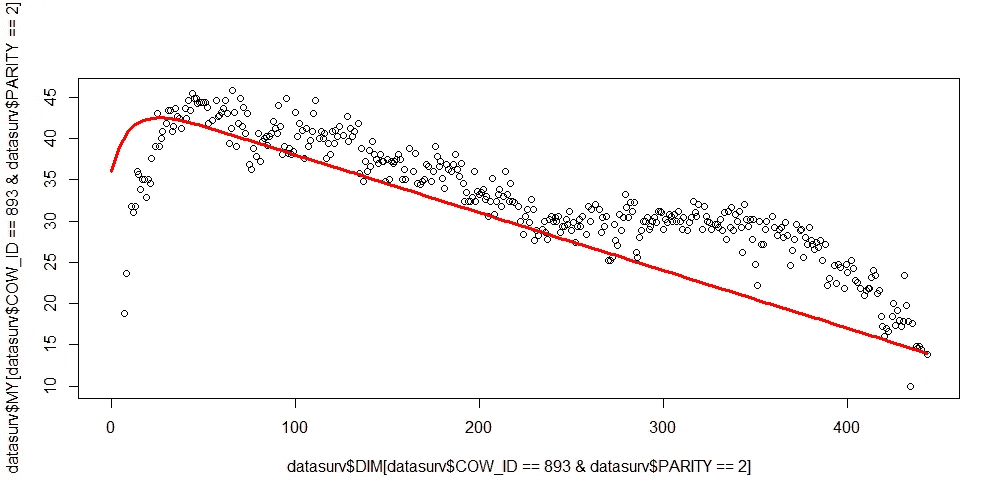 datasurv$MY[datasurv$COW_ID == 893 & datasurv$PARITY == 2]
45
40
35
30
25
20
15
10
0 100 200 300 400
datasurv$DIM[datasurv$COW_ID == 893 & datasurv$PARITY == 2]